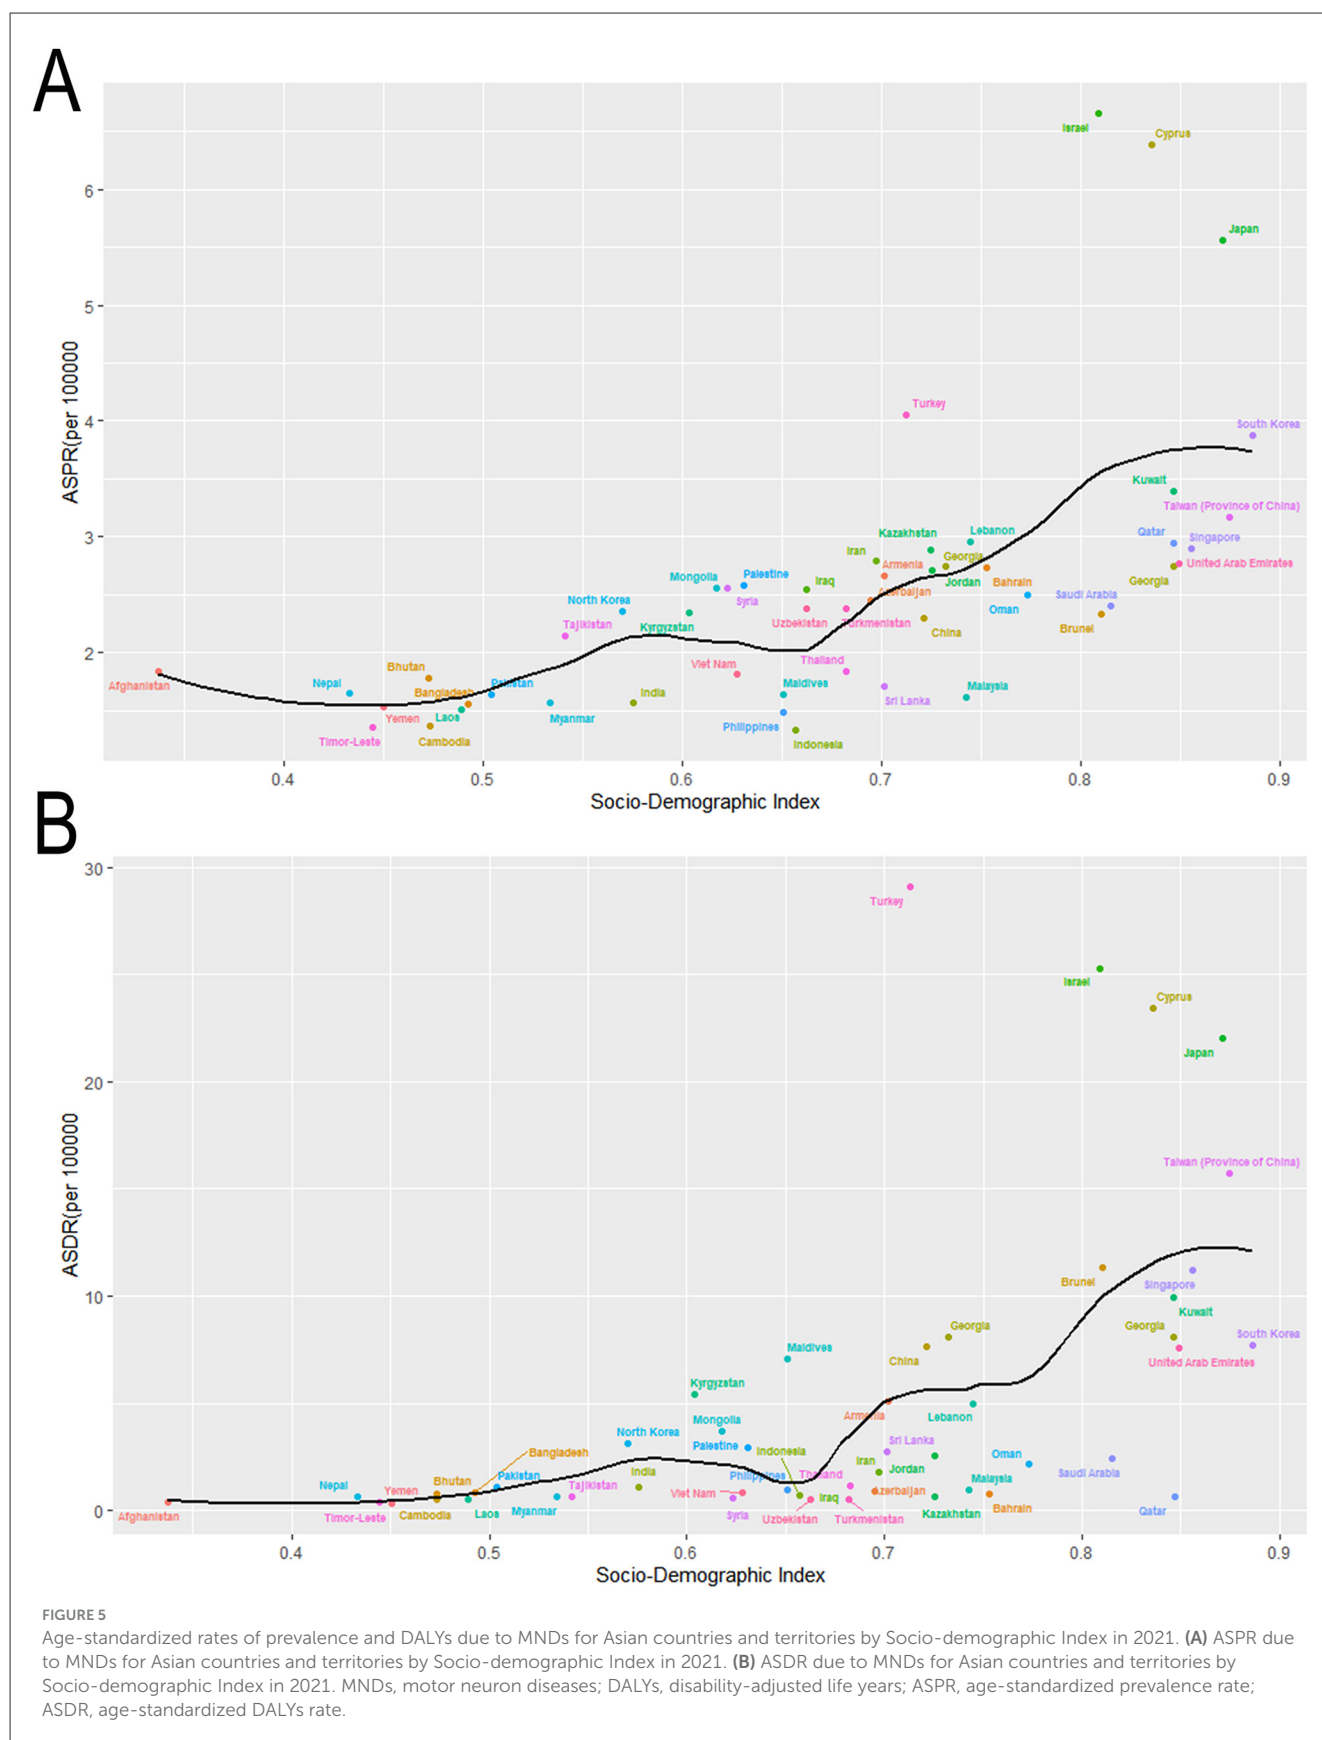 A
Israel
Cyprus
Japan
Turkey
South Korea
Kuwait
Taiwan (Province of China)
Kazakhstan
Lebanon
Qatar
Singapore
Iran
Georgia
United Arab Emirates
Armenia
Mongolia
Palestine
Iraq
Jordan
Bahrain
Georgia
Syria
Azerbaijan
Saudi Arabia
North Korea
Oman
Kyrgyzstan
Uzbekistan
Turkmenistan
Tajikistan
China
Brunei
Bhutan
Viet Nam
Thailand
Afghanistan
Nepal
Bangladesh
Pakistan
India
Maldives
Malaysia
Sri Lanka
Yemen
Laos
Myanmar
Philippines
Timor-Leste
Cambodia
Indonesia
6
5
4
3
2
ASPR(per 100000
0.4 0.5 0.6 0.7 0.8 0.9
Socio-Demographic Index
B
Turkey
Israel
Cyprus
Japan
Taiwan (Province of China)
Brunei
Singapore
Kuwait
Georgia
Georgia
South Korea
China
United Arab Emirates
Maldives
Kyrgyzstan
Armenia
Lebanon
Mongolia
North Korea
Palestine
Indonesia
Sri Lanka
Bangladesh
Iran
Jordan
Oman
Saudi Arabia
Nepal
Bhutan
Pakistan
India
Philippines
Thailand
Malaysia
Yemen
Tajikistan
Viet Nam
Iraq
Azerbaijan
Afghanistan
Timor-Leste
Cambodia
Laos
Myanmar
Syria
Uzbekistan
Turkmenistan
Kazakhstan
Bahrain
Qatar
30
20
10
0
ASDR(per 100000
0.4 0.5 0.6 0.7 0.8 0.9
Socio-Demographic Index
FIGURE 5
Age-standardized rates of prevalence and DALYs due to MNDs for Asian countries and territories by Socio-demographic Index in 2021. (A) ASPR due
to MNDs for Asian countries and territories by Socio-demographic Index in 2021. (B) ASDR due to MNDs for Asian countries and territories by
Socio-demographic Index in 2021. MNDs, motor neuron diseases; DALYs, disability-adjusted life years; ASPR, age-standardized prevalence rate;
ASDR, age-standardized DALYs rate.